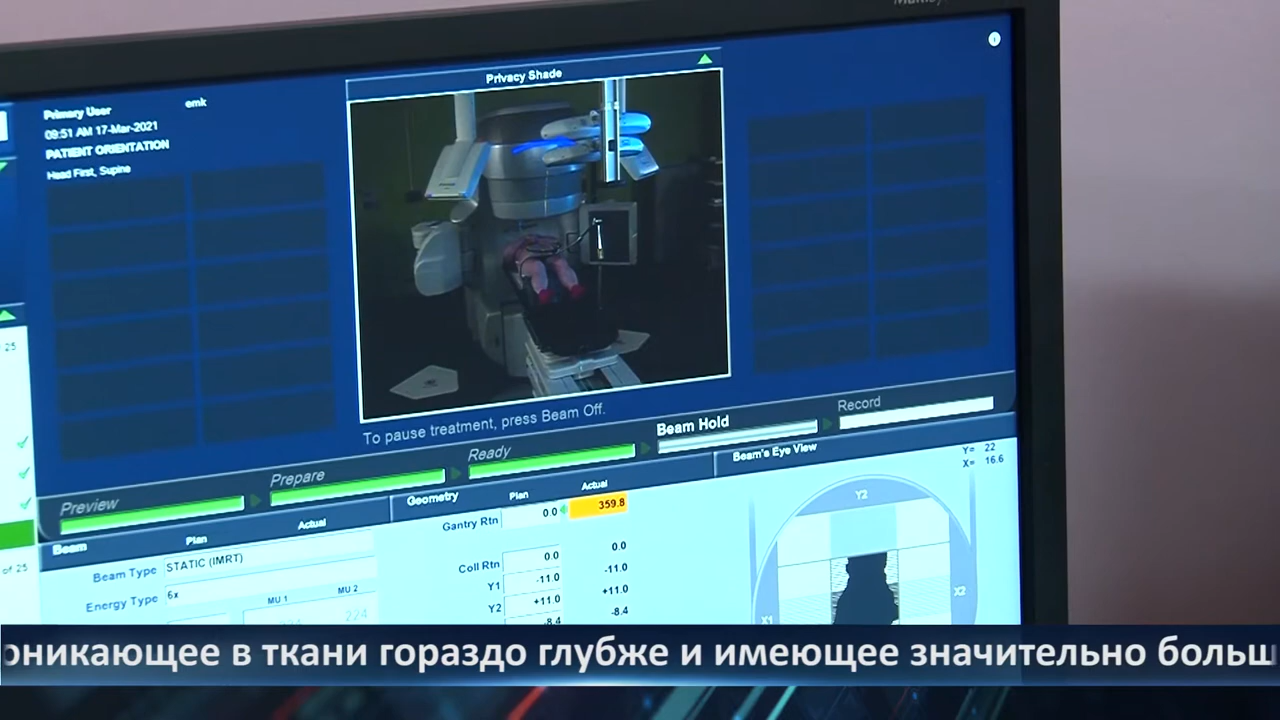 Privacy Shade
Primary User emk
09:51 AM 17-Mar-2021
PATIENT ORIENTATION
Head First, Supine
25
To pause treatment, press Beam Off.
Preview
Prepare
Ready
Beam Hold
Record
Beam
Plan Actual
Beam Type STATIC (IMRT)
Energy Type 6x
MU 1 MU 2
224
of 25
Geometry Plan Actual
Gantry Rtn 0.0 359.8
Coll Rtn 0.0 0.0
Y1 -11.0 -11.0
Y2 +11.0 +11.0
-8.4 -8.4
Beam's Eye View
Y= 22
X= 16.6
Y2
X1
X2
оникающее в ткани гораздо глубже и имеющее значительно больш